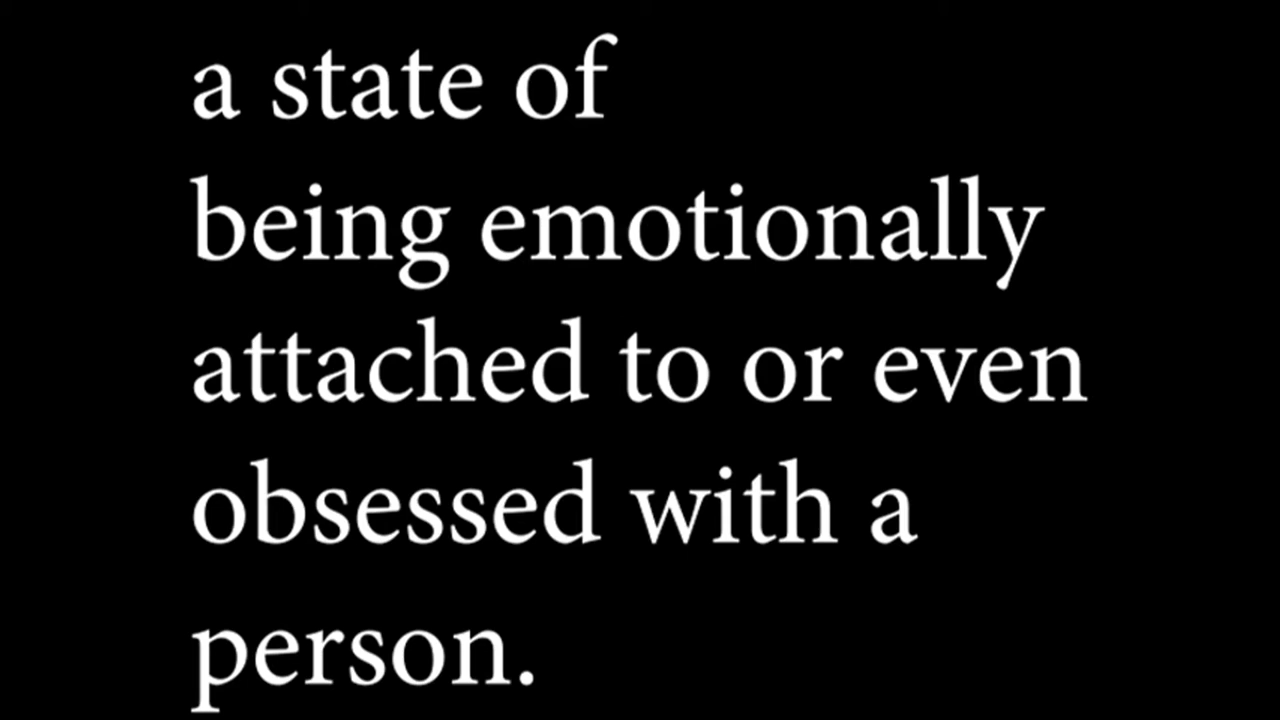 a state of
being emotionally
attached to or even
obsessed with a
person.